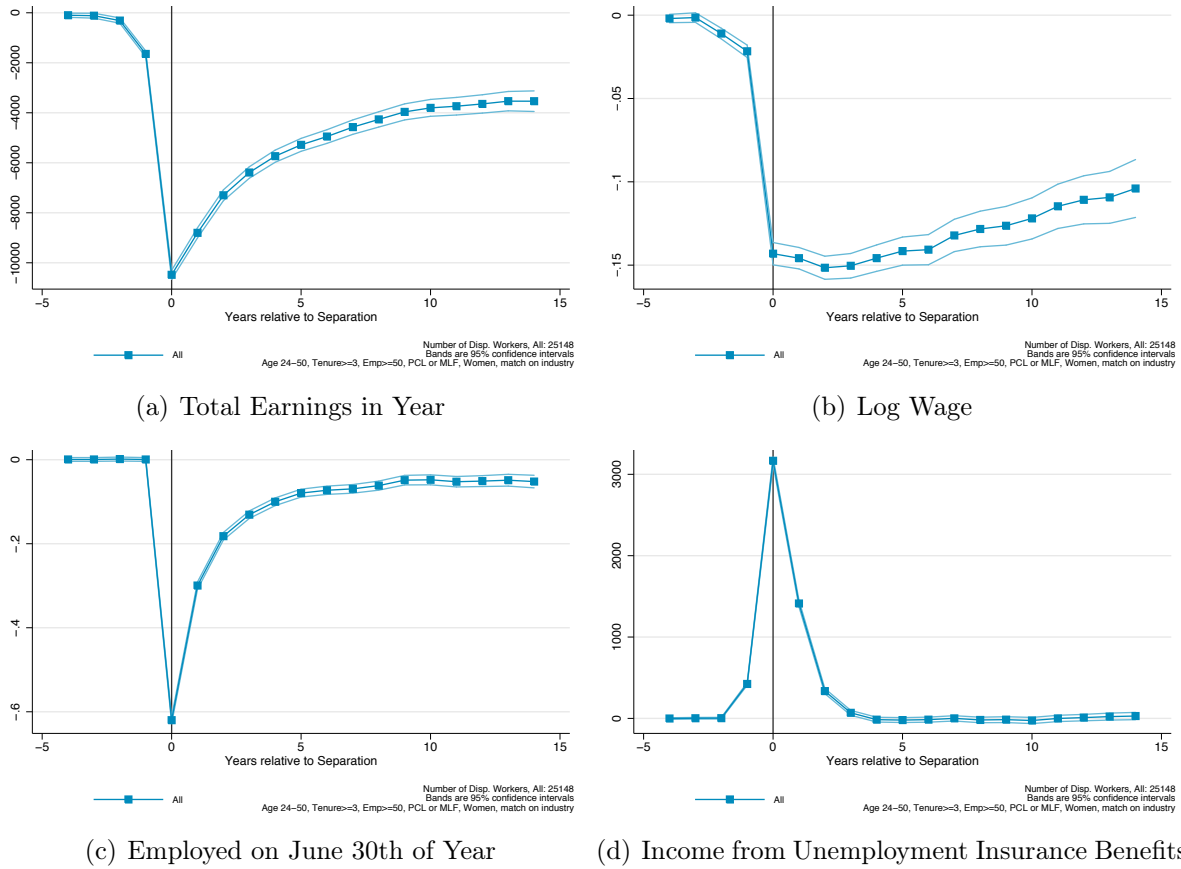 0
−2000
−4000
−6000
−8000
−10000
−5
0
5
10
15
Years relative to Separation
All
Number of Disp. Workers, All: 25148
Bands are 95% confidence intervals
Age 24−50, Tenure>=3, Emp>=50, PCL or MLF, Women, match on industry
(a) Total Earnings in Year
0
−.05
−.1
−.15
−5
0
5
10
15
Years relative to Separation
All
Number of Disp. Workers, All: 25148
Bands are 95% confidence intervals
Age 24−50, Tenure>=3, Emp>=50, PCL or MLF, Women, match on industry
(b) Log Wage
0
−.2
−.4
−.6
−5
0
5
10
15
Years relative to Separation
All
Number of Disp. Workers, All: 25148
Bands are 95% confidence intervals
Age 24−50, Tenure>=3, Emp>=50, PCL or MLF, Women, match on industry
(c) Employed on June 30th of Year
3000
2000
1000
0
−5
0
5
10
15
Years relative to Separation
All
Number of Disp. Workers, All: 25148
Bands are 95% confidence intervals
Age 24−50, Tenure>=3, Emp>=50, PCL or MLF, Women, match on industry
(d) Income from Unemployment Insurance Benefits